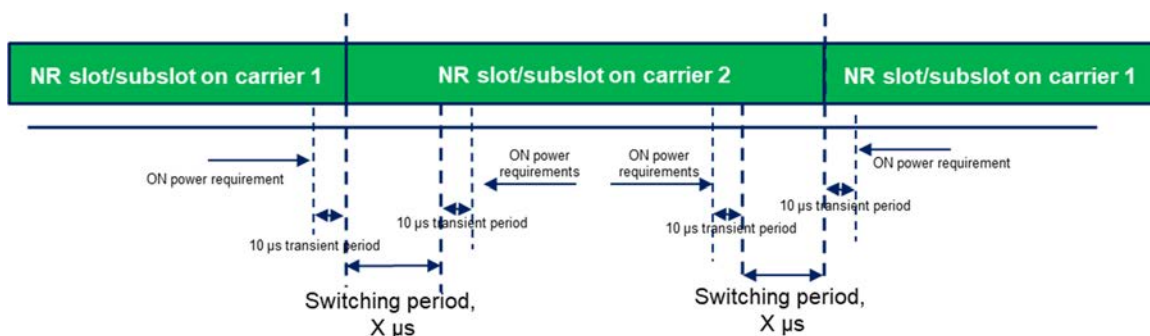 NR slot/subslot on carrier 1
NR slot/subslot on carrier 2
NR slot/subslot on carrier 1
ON power requirement
ON power
requirements
ON power
requirements
ON power requirement
10 µs transient period
10 µs transient period
10 µs transient period
10 µs transient period
Switching period,
X µs
Switching period,
X µs